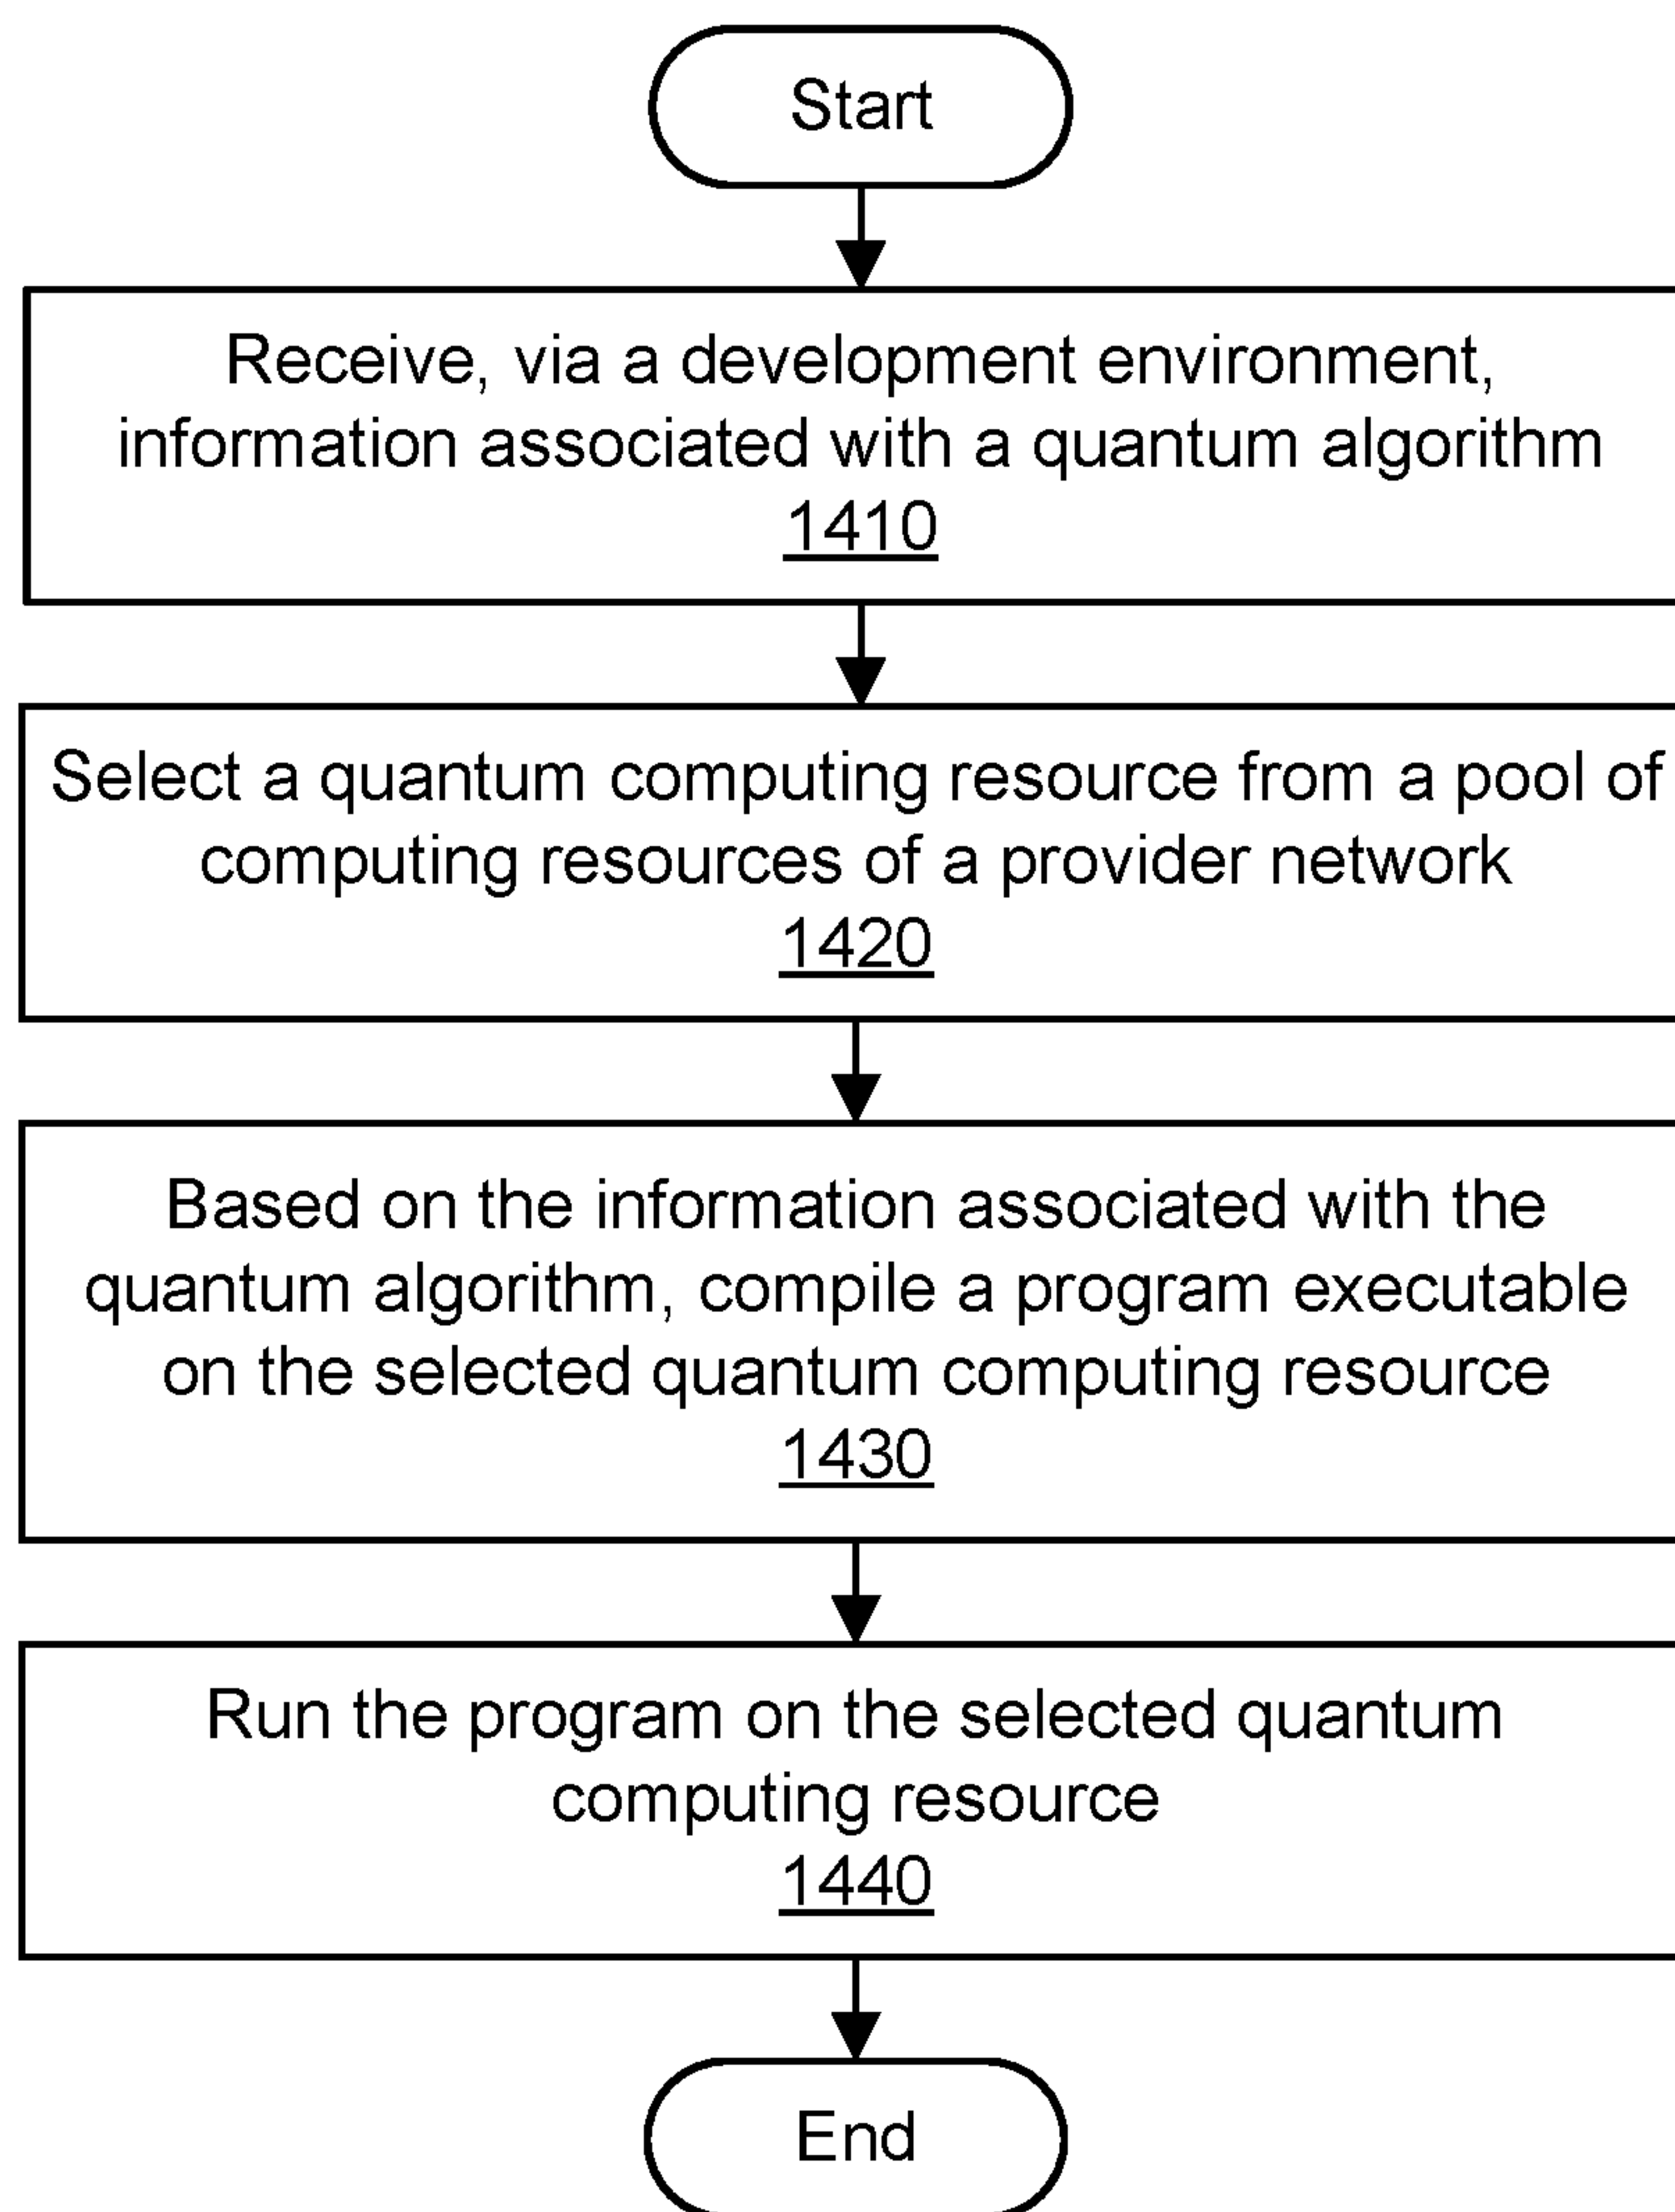 Start
Receive, via a development environment,
information associated with a quantum algorithm
1410
Select a quantum computing resource from a pool of
computing resources of a provider network
1420
Based on the information associated with the
quantum algorithm, compile a program executable
on the selected quantum computing resource
1430
Run the program on the selected quantum
computing resource
1440
End